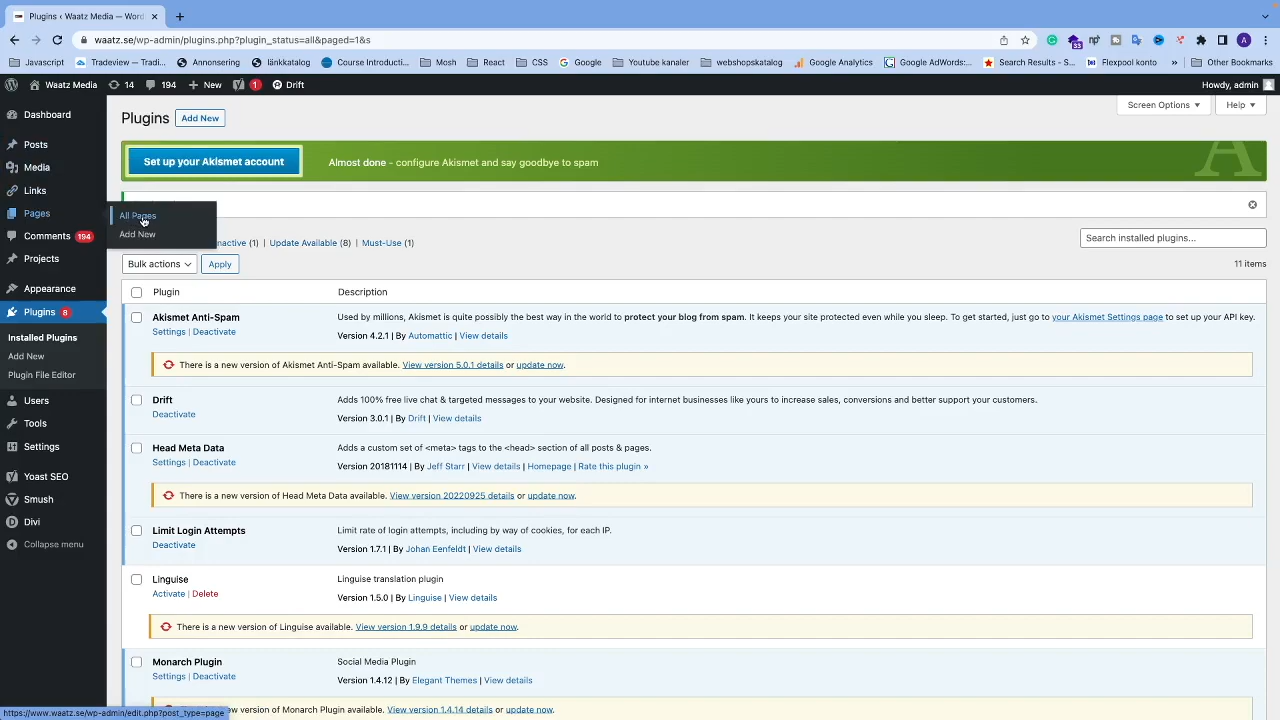 Plugins ‹ Waatz Media — Word
waatz.se/wp-admin/plugins.php?plugin_status=all&paged=1&s
Javascript
Tradeview – Tradi...
Annonsering
länkkatalog
Course Introducti...
Mosh
React
CSS
Google
Youtube kanaler
webshopskatalog
Google Analytics
Google AdWords:...
Search Results - S...
Flexpool konto
»
Other Bookmarks
Waatz Media
14
194
New
1
Drift
Howdy, admin
Dashboard
Posts
Media
Links
Pages
Comments 194
Projects
Appearance
Plugins 8
Installed Plugins
Add New
Plugin File Editor
Users
Tools
Settings
Yoast SEO
Smush
Divi
Collapse menu
All Pages
Add New
Plugins Add New
Screen Options
Help
Set up your Akismet account
Almost done - configure Akismet and say goodbye to spam
(1) | Update Available (8) | Must-Use (1)
Search installed plugins...
Bulk actions
Apply
11 items
Plugin Description
Akismet Anti-Spam
Settings | Deactivate
Used by millions, Akismet is quite possibly the best way in the world to protect your blog from spam. It keeps your site protected even while you sleep. To get started, just go to your Akismet Settings page to set up your API key.
Version 4.2.1 | By Automattic | View details
There is a new version of Akismet Anti-Spam available. View version 5.0.1 details or update now.
Drift
Deactivate
Adds 100% free live chat & targeted messages to your website. Designed for internet businesses like yours to increase sales, conversions and better support your customers.
Version 3.0.1 | By Drift | View details
Head Meta Data
Settings | Deactivate
Adds a custom set of <meta> tags to the <head> section of all posts & pages.
Version 20181114 | By Jeff Starr | View details | Homepage | Rate this plugin »
There is a new version of Head Meta Data available. View version 20220925 details or update now.
Limit Login Attempts
Deactivate
Limit rate of login attempts, including by way of cookies, for each IP.
Version 1.7.1 | By Johan Eenfeldt | View details
Linguise
Activate | Delete
Linguise translation plugin
Version 1.5.0 | By Linguise | View details
There is a new version of Linguise available. View version 1.9.9 details or update now.
Monarch Plugin
Settings | Deactivate
Social Media Plugin
Version 1.4.12 | By Elegant Themes | View details
w version of Monarch Plugin available. View version 1.4.14 details or update now.
https://www.waatz.se/wp-admin/edit.php?post_type=page